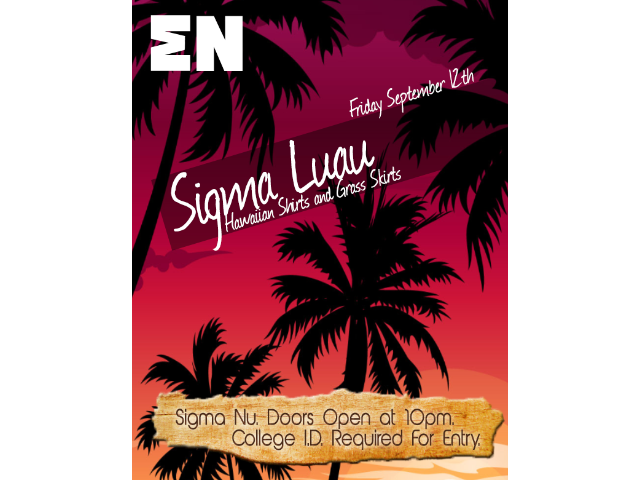 ΣN
Friday September 12th
Sigma Luau
Hawaiian Shirts and Grass Skirts
Sigma Nu. Doors Open at 10pm.
College I.D. Required For Entry.